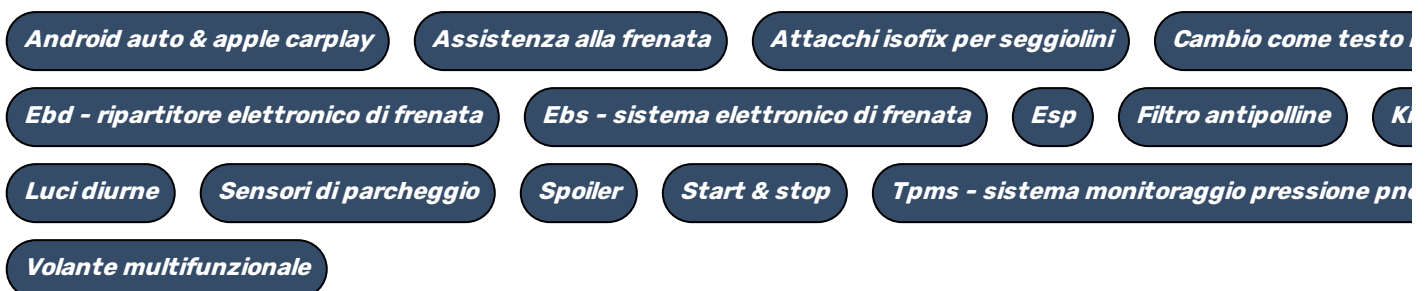 Android auto & apple carplay Assistenza alla frenata Attacchi isofix per seggiolini Cambio come testo
Ebd - ripartitore elettronico di frenata Ebs - sistema elettronico di frenata Esp Filtro antipolline
Luci diurne Sensori di parcheggio Spoiler Start & stop Tpms - sistema monitoraggio pressione
Volante multifunzionale